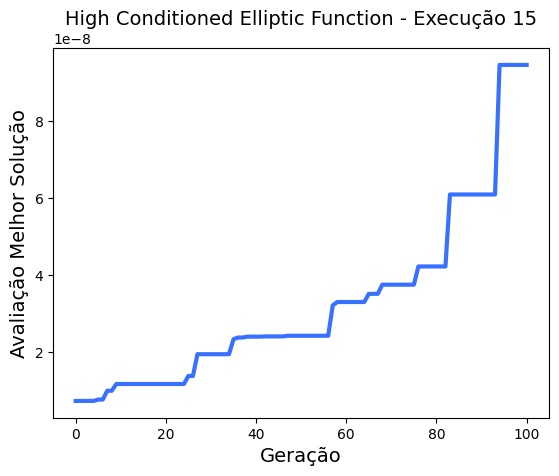 High Conditioned Elliptic Function - Execução 15
1e−8
8
6
4
2
Avaliação Melhor Solução
0 20 40 60 80 100
Geração